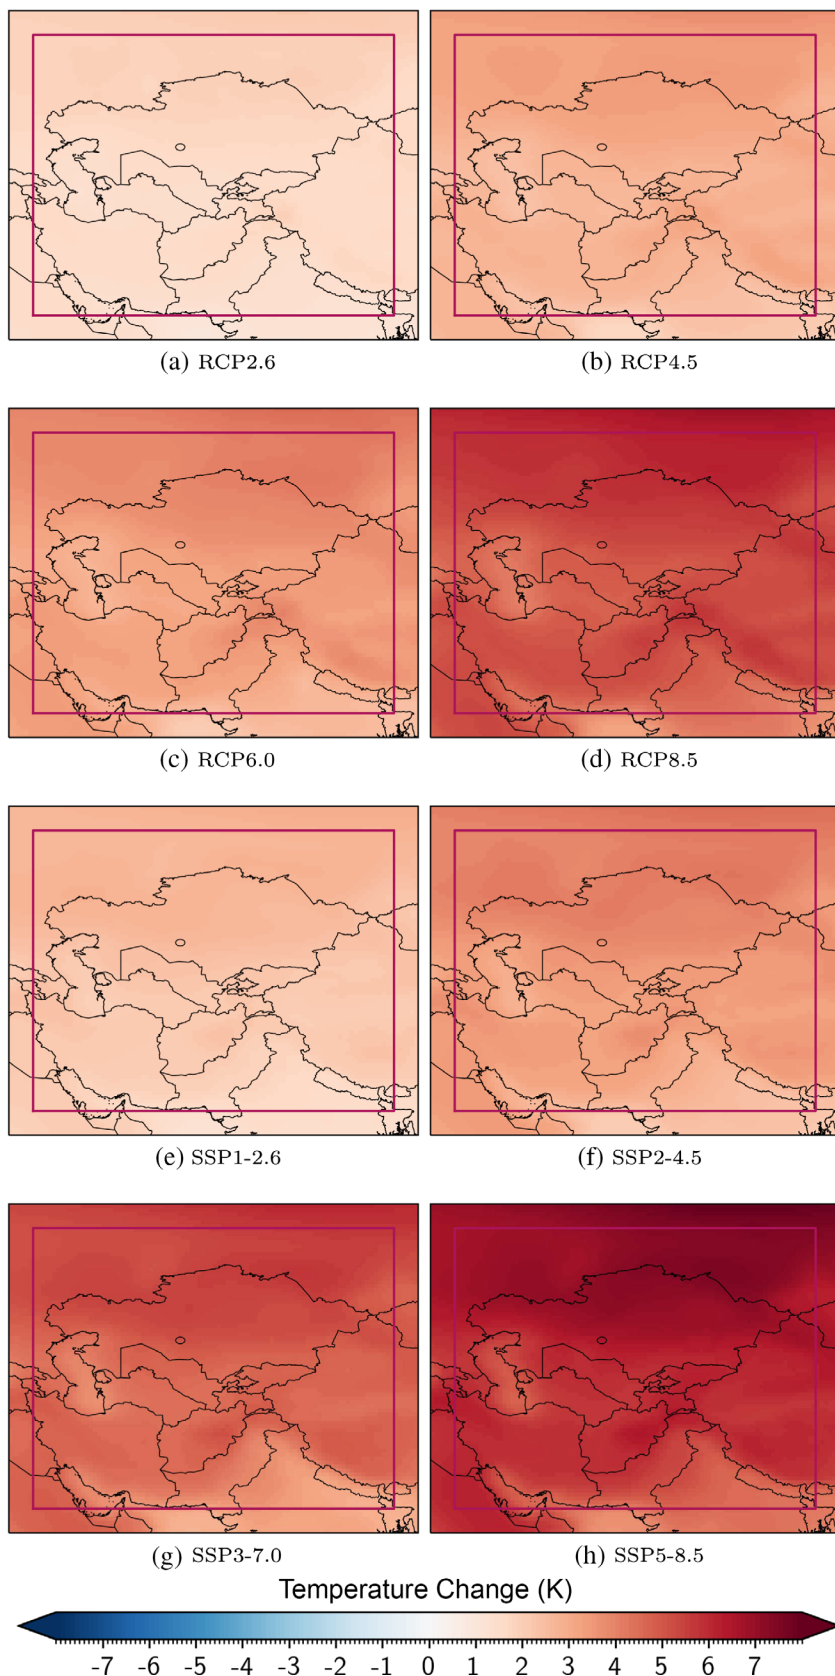 (a) RCP2.6
(b) RCP4.5
(c) RCP6.0
(d) RCP8.5
(e) SSP1-2.6
(f) SSP2-4.5
(g) SSP3-7.0
(h) SSP5-8.5
Temperature Change (K)
-7 -6 -5 -4 -3 -2 -1 0 1 2 3 4 5 6 7